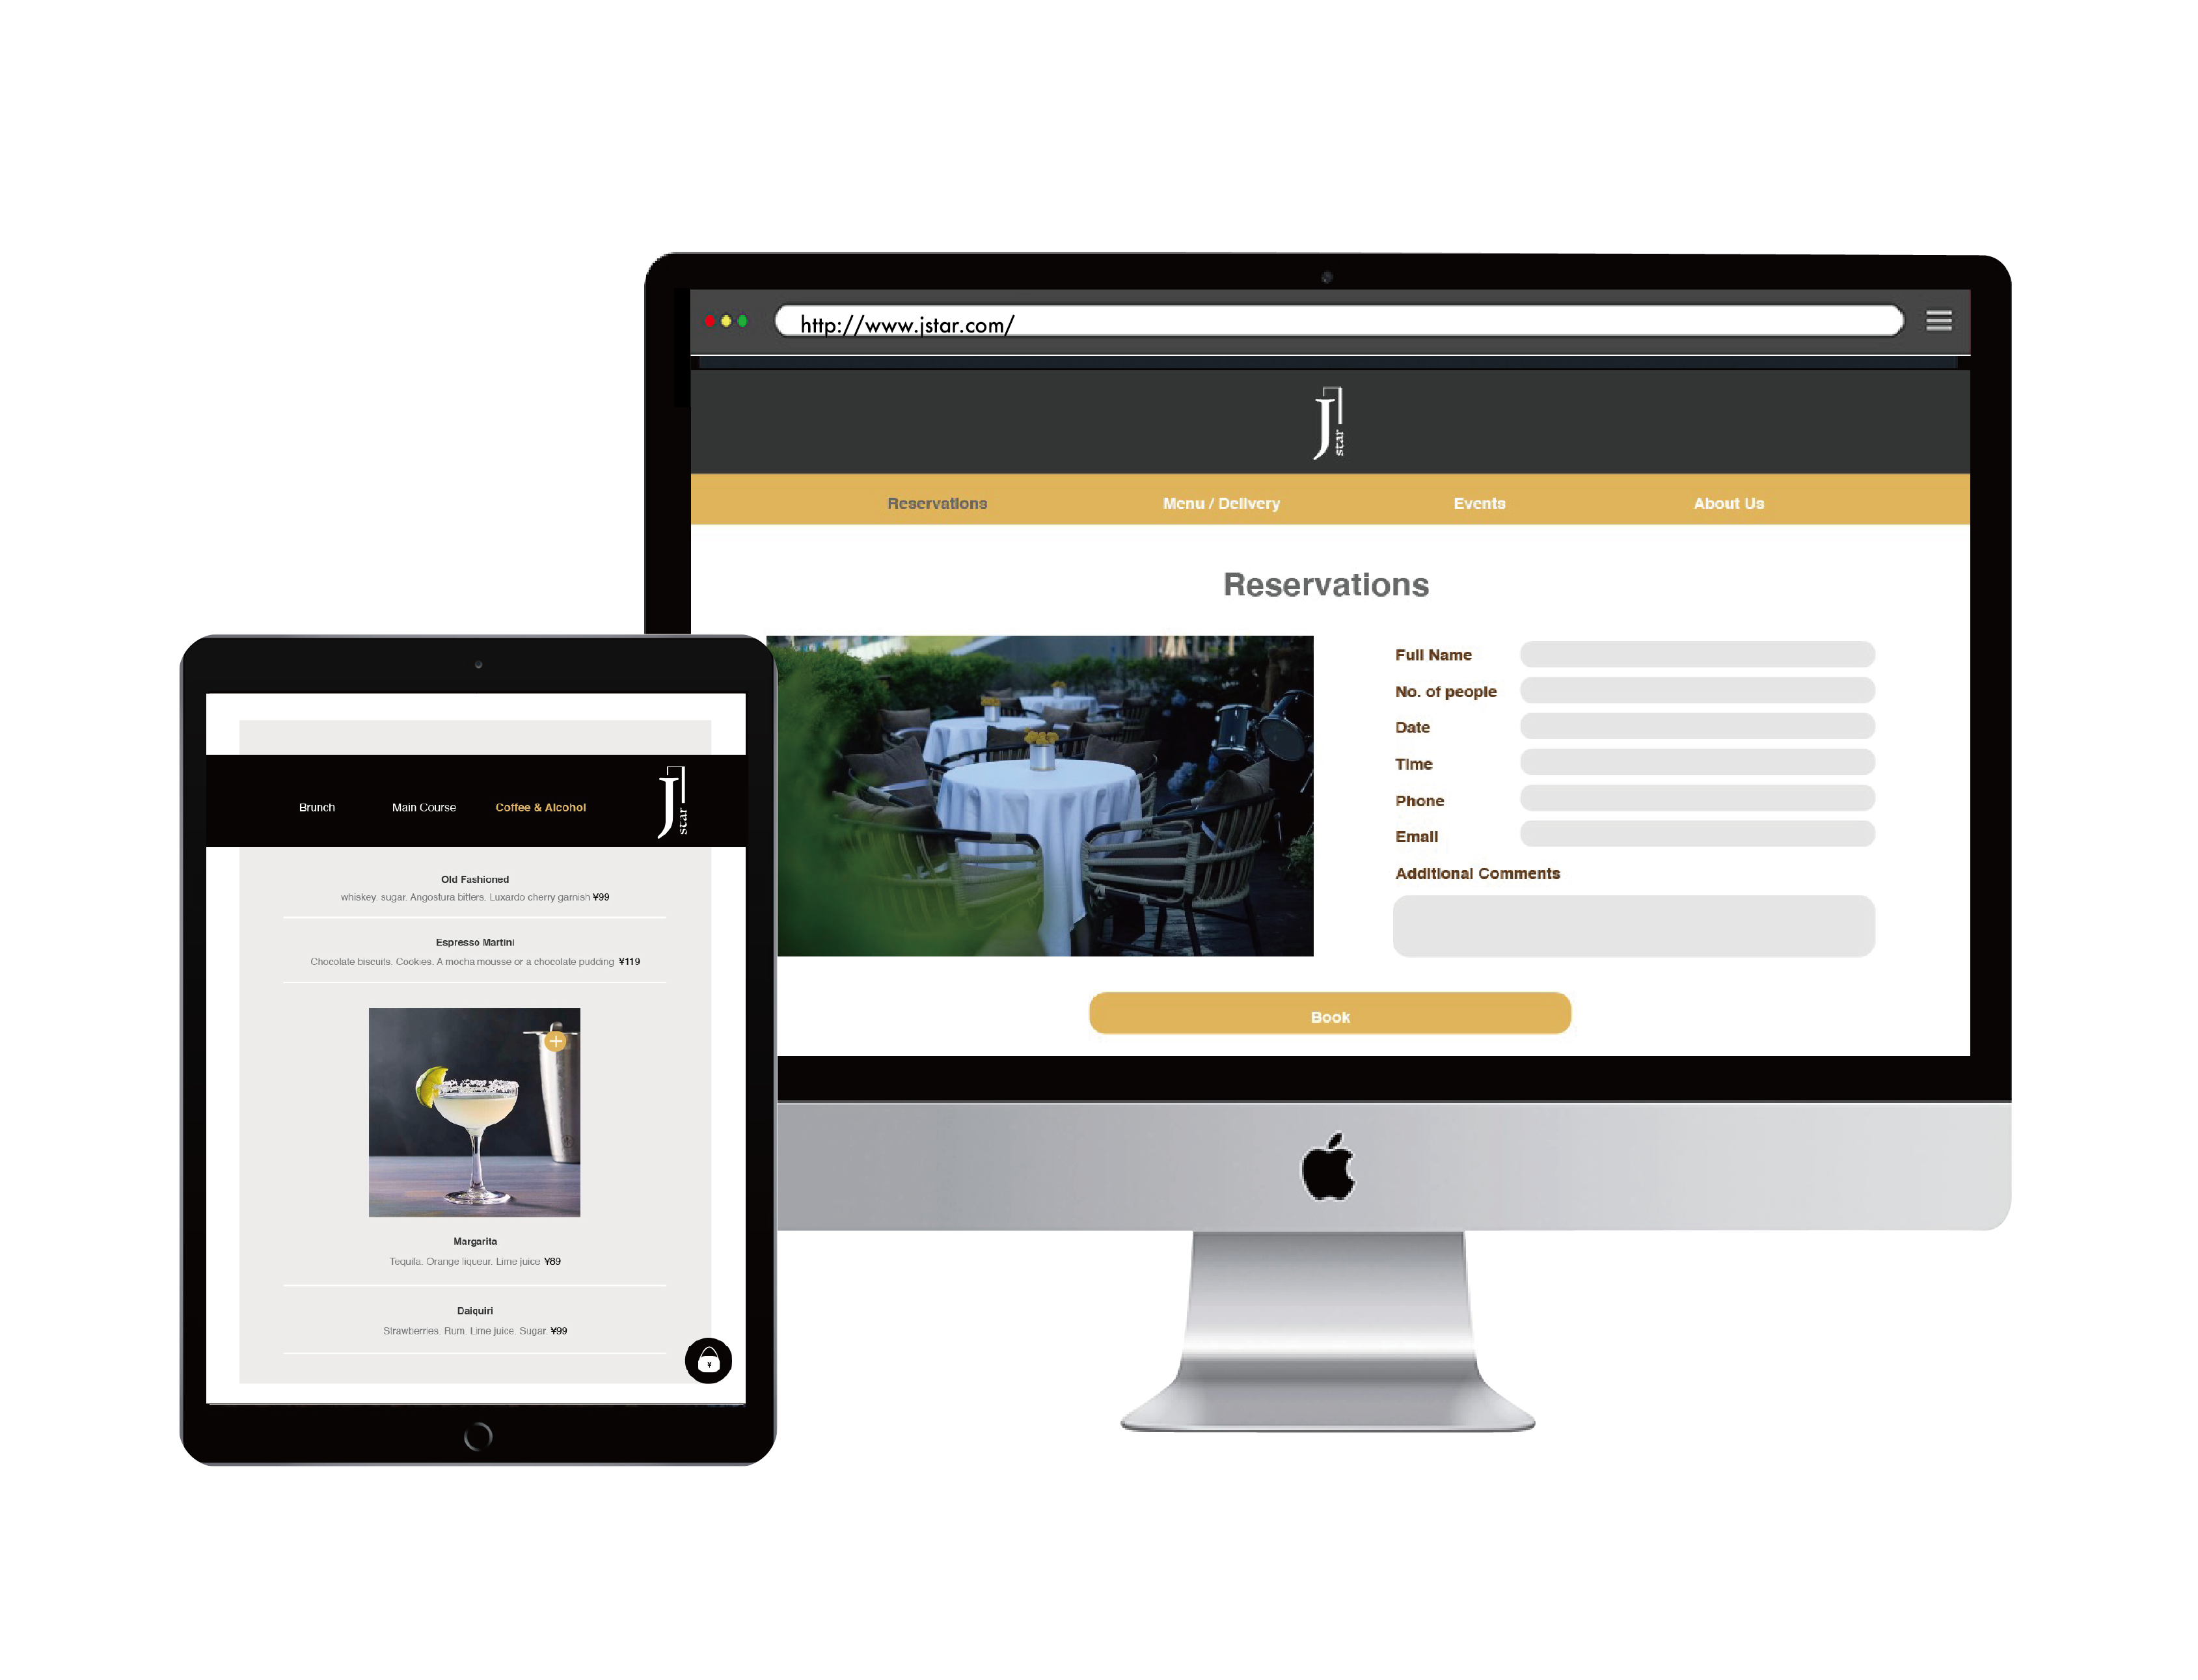 http://www.jstar.com/
J star
Reservations Menu / Delivery Events About Us
Reservations
Full Name
No. of people
Date
Time
Phone
Email
Additional Comments
Book
Brunch Main Course Coffee & Alcohol J star
Old Fashioned
whiskey. sugar. Angostura bitters. Luxardo cherry garnish ¥99
Espresso Martini
Chocolate biscuits. Cookies. A mocha mousse or a chocolate pudding ¥119
Margarita
Tequila. Orange liqueur. Lime juice ¥89
Daiquiri
Strawberries. Rum. Lime juice. Sugar. ¥99
¥